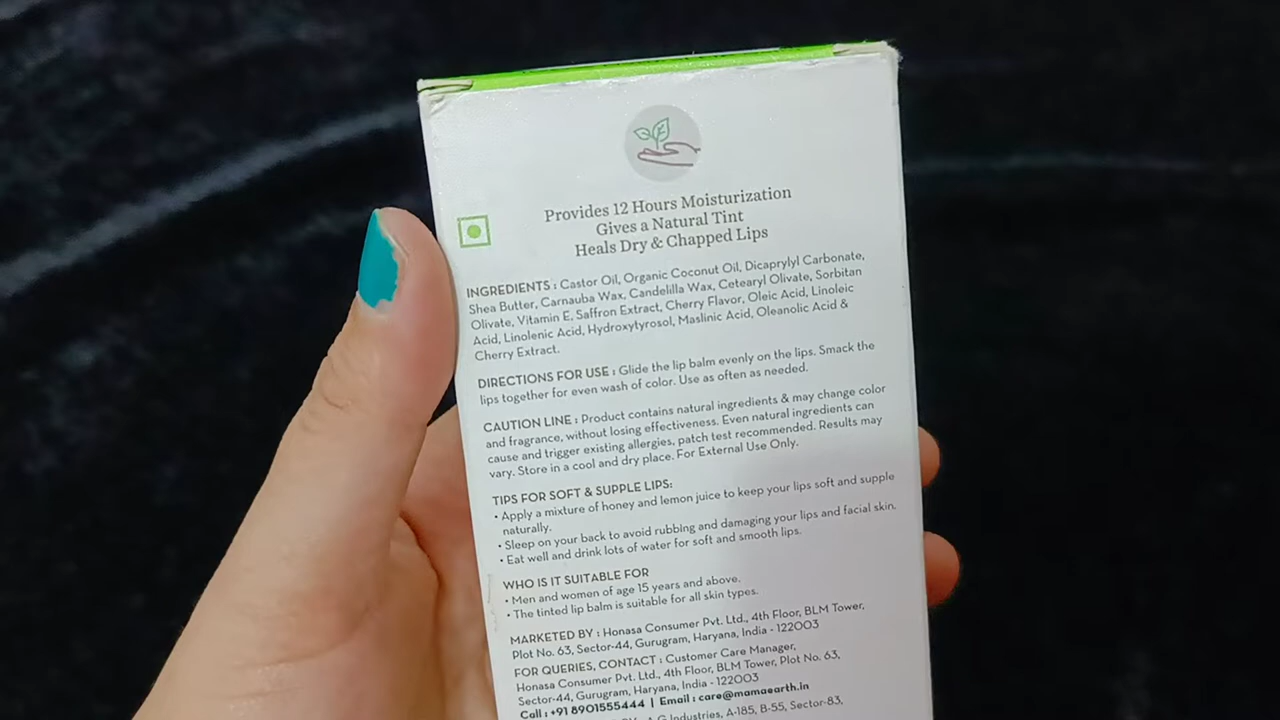 Provides 12 Hours Moisturization
Gives a Natural Tint
Heals Dry & Chapped Lips
INGREDIENTS : Castor Oil, Organic Coconut Oil, Dicaprylyl Carbonate,
Shea Butter, Carnauba Wax, Candelilla Wax, Cetearyl Olivate, Sorbitan
Olivate, Vitamin E, Saffron Extract, Cherry Flavor, Oleic Acid, Linoleic
Acid, Linolenic Acid, Hydroxytyrosol, Maslinic Acid, Oleanolic Acid &
Cherry Extract.
DIRECTIONS FOR USE : Glide the lip balm evenly on the lips. Smack the
lips together for even wash of color. Use as often as needed.
CAUTION LINE : Product contains natural ingredients & may change color
and fragrance, without losing effectiveness. Even natural ingredients can
cause and trigger existing allergies, patch test recommended. Results may
vary. Store in a cool and dry place. For External Use Only.
TIPS FOR SOFT & SUPPLE LIPS:
• Apply a mixture of honey and lemon juice to keep your lips soft and supple
naturally.
• Sleep on your back to avoid rubbing and damaging your lips and facial skin.
• Eat well and drink lots of water for soft and smooth lips.
WHO IS IT SUITABLE FOR
• Men and women of age 15 years and above.
• The tinted lip balm is suitable for all skin types.
MARKETED BY : Honasa Consumer Pvt. Ltd., 4th Floor, BLM Tower,
Plot No. 63, Sector-44, Gurugram, Haryana, India - 122003
FOR QUERIES, CONTACT : Customer Care Manager,
Honasa Consumer Pvt. Ltd., 4th Floor, BLM Tower, Plot No. 63,
Sector-44, Gurugram, Haryana, India - 122003
Call : +91 8901555444 | Email : care@mamaearth.in
A.G Industries, A-185, B-55, Sector-83,